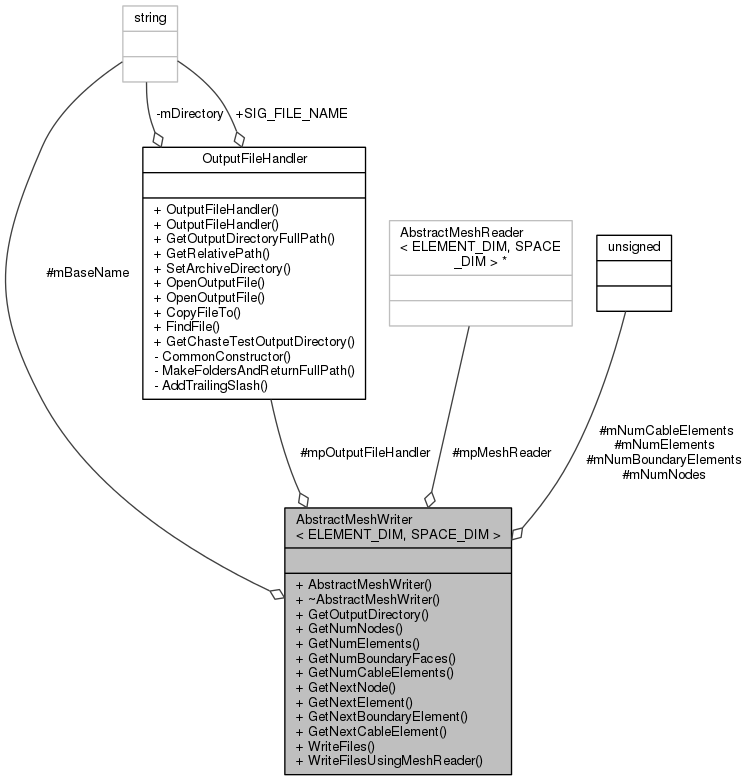 string
-mDirectory
+SIG_FILE_NAME
OutputFileHandler
+ OutputFileHandler()
+ OutputFileHandler()
+ GetOutputDirectoryFullPath()
+ GetRelativePath()
+ SetArchiveDirectory()
+ OpenOutputFile()
+ OpenOutputFile()
+ CopyFileTo()
+ FindFile()
+ GetChasteTestOutputDirectory()
- CommonConstructor()
- MakeFoldersAndReturnFullPath()
- AddTrailingSlash()
AbstractMeshReader
< ELEMENT_DIM, SPACE
_DIM > *
unsigned
#mBaseName
#mpOutputFileHandler
#mpMeshReader
#mNumCableElements
#mNumElements
#mNumBoundaryElements
#mNumNodes
AbstractMeshWriter
< ELEMENT_DIM, SPACE_DIM >
+ AbstractMeshWriter()
+ ~AbstractMeshWriter()
+ GetOutputDirectory()
+ GetNumNodes()
+ GetNumElements()
+ GetNumBoundaryFaces()
+ GetNumCableElements()
+ GetNextNode()
+ GetNextElement()
+ GetNextBoundaryElement()
+ GetNextCableElement()
+ WriteFiles()
+ WriteFilesUsingMeshReader()